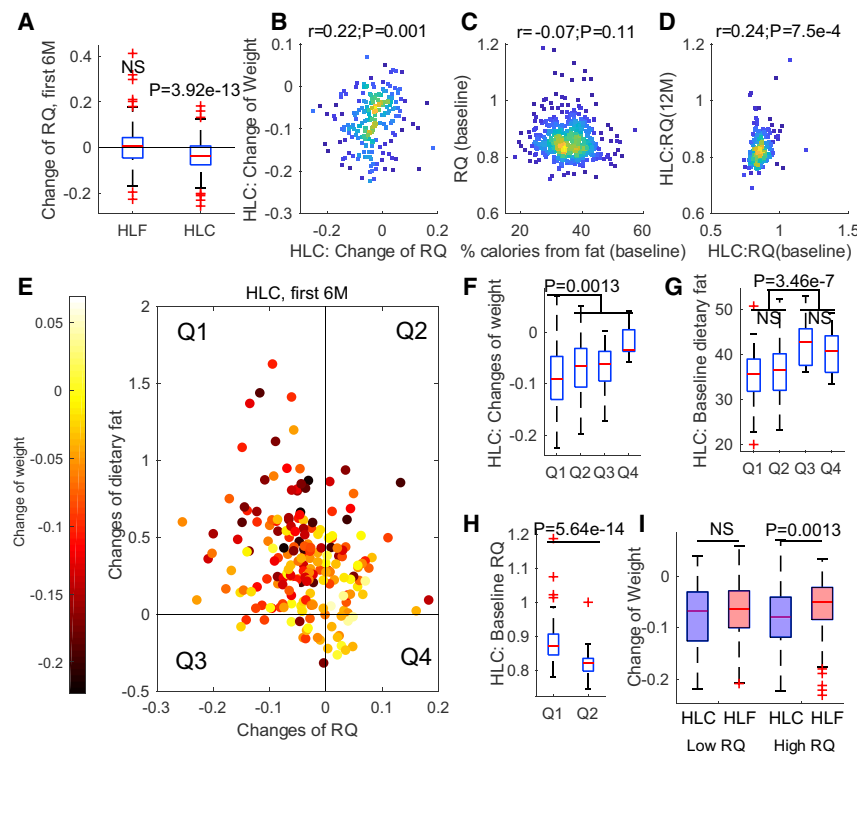 A
Change of RQ, first 6M
0.4
0.2
0
-0.2
NS
P=3.92e-13
HLF
HLC
B
r=0.22;P=0.001
HLC: Change of Weight
0.1
0
-0.1
-0.2
-0.3
-0.2
0
0.2
HLC: Change of RQ
C
r=-0.07;P=0.11
RQ (baseline)
1.2
1
0.8
0.6
20
40
60
% calories from fat (baseline)
D
r=0.24;P=7.5e-4
HLC:RQ(12M)
1.2
1
0.8
0.6
0.5
1
1.5
HLC:RQ(baseline)
E
HLC, first 6M
Change of weight
0.05
0
-0.05
-0.1
-0.15
-0.2
Changes of dietary fat
2
1.5
1
0.5
0
-0.5
Q1
Q2
Q3
Q4
-0.3
-0.2
-0.1
0
0.1
0.2
Changes of RQ
F
P=0.0013
HLC: Changes of weight
0
-0.1
-0.2
Q1
Q2
Q3
Q4
G
P=3.46e-7
NS
NS
HLC: Baseline dietary fat
50
40
30
20
Q1
Q2
Q3
Q4
H
P=5.64e-14
HLC: Baseline RQ
1.2
1.1
1
0.9
0.8
Q1
Q2
I
NS
P=0.0013
Change of Weight
0
-0.1
-0.2
HLC
HLF
HLC
HLF
Low RQ
High RQ